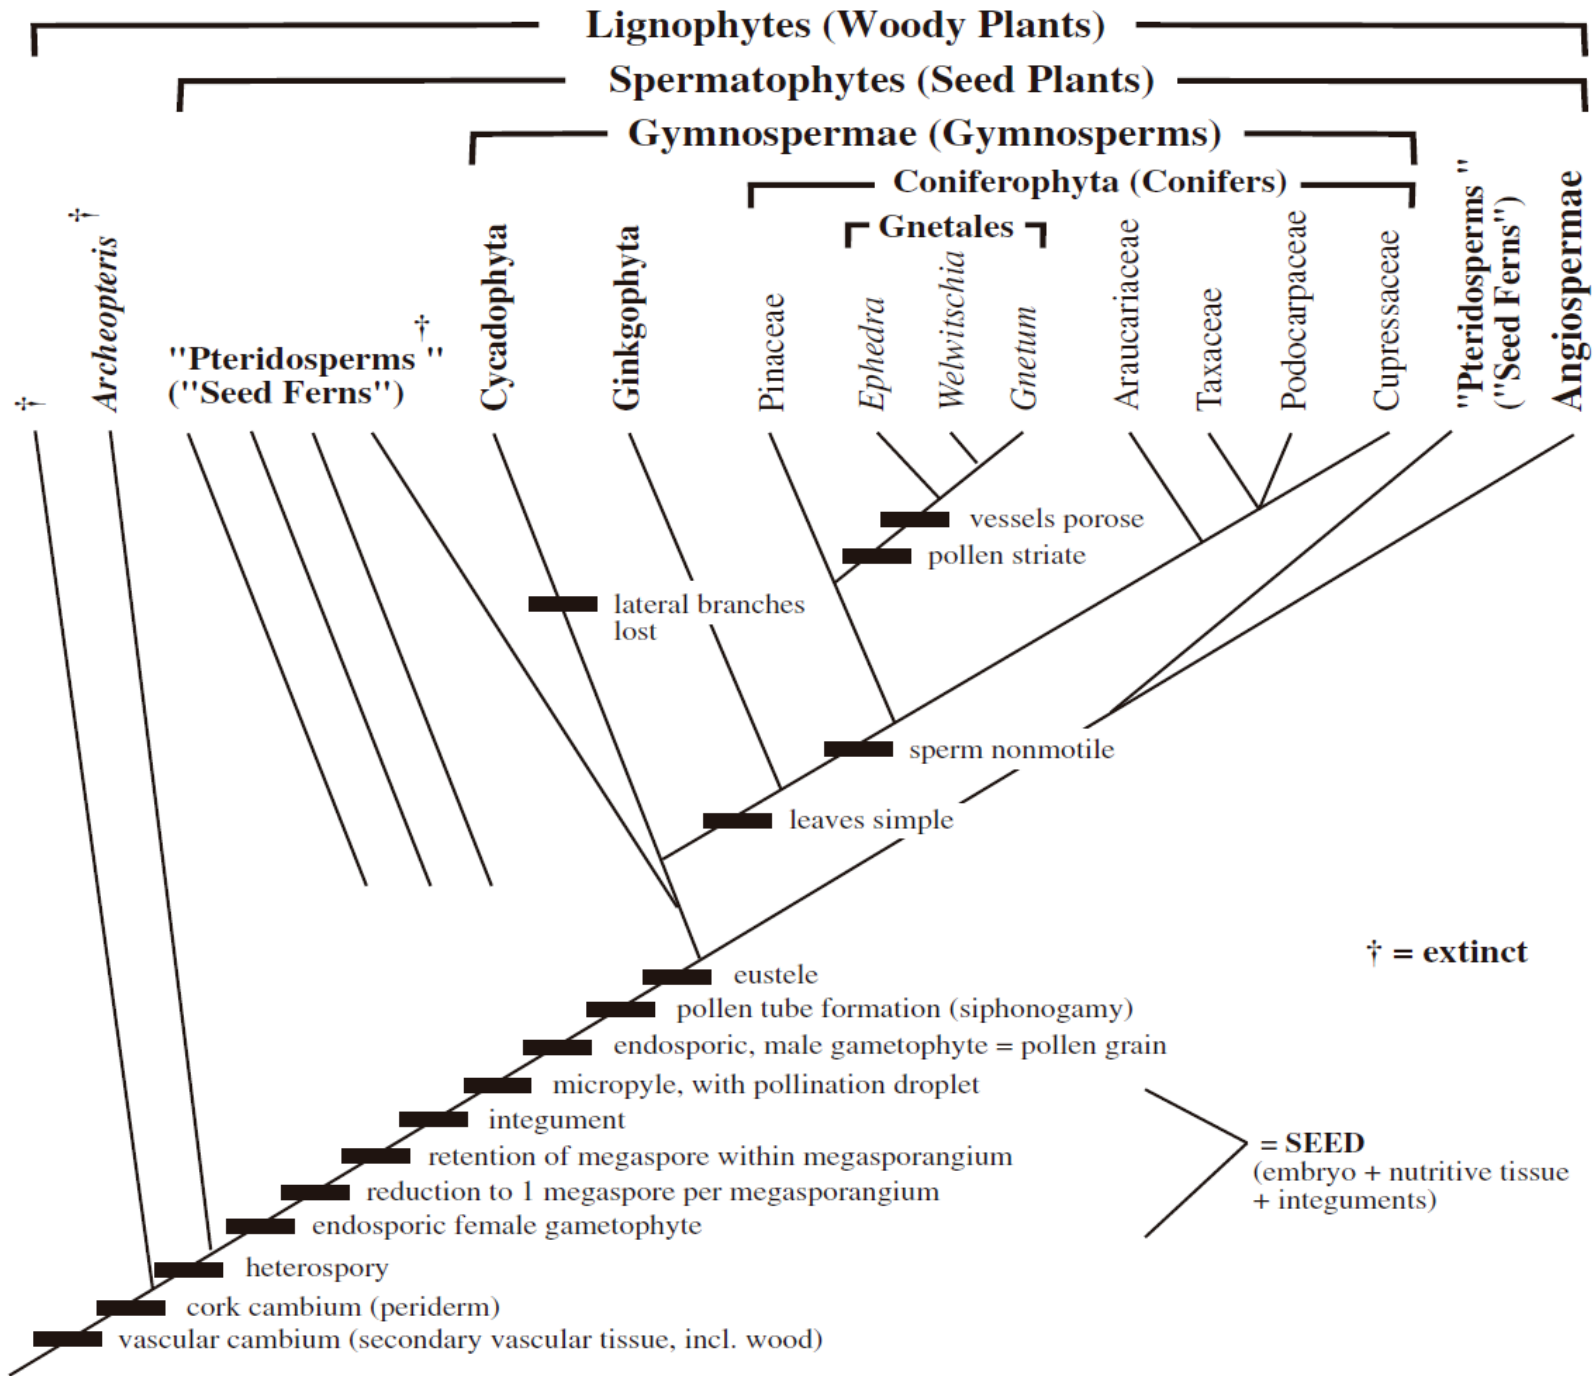 Lignophytes (Woody Plants)
Spermatophytes (Seed Plants)
Gymnospermae (Gymnosperms)
Coniferophyta (Conifers)
Gnetales
†
Archeopteris†
"Pteridosperms†"
("Seed Ferns")
Cycadophyta
Ginkgophyta
Pinaceae
Ephedra
Welwitschia
Gnetum
Araucariaceae
Taxaceae
Podocarpaceae
Cupressaceae
"Pteridosperms"
("Seed Ferns")
Angiospermae
vessels porose
pollen striate
lateral branches
lost
sperm nonmotile
leaves simple
† = extinct
eustele
pollen tube formation (siphonogamy)
endosporic, male gametophyte = pollen grain
micropyle, with pollination droplet
integument
retention of megaspore within megasporangium
reduction to 1 megaspore per megasporangium
endosporic female gametophyte
= SEED
(embryo + nutritive tissue
+ integuments)
heterospory
cork cambium (periderm)
vascular cambium (secondary vascular tissue, incl. wood)